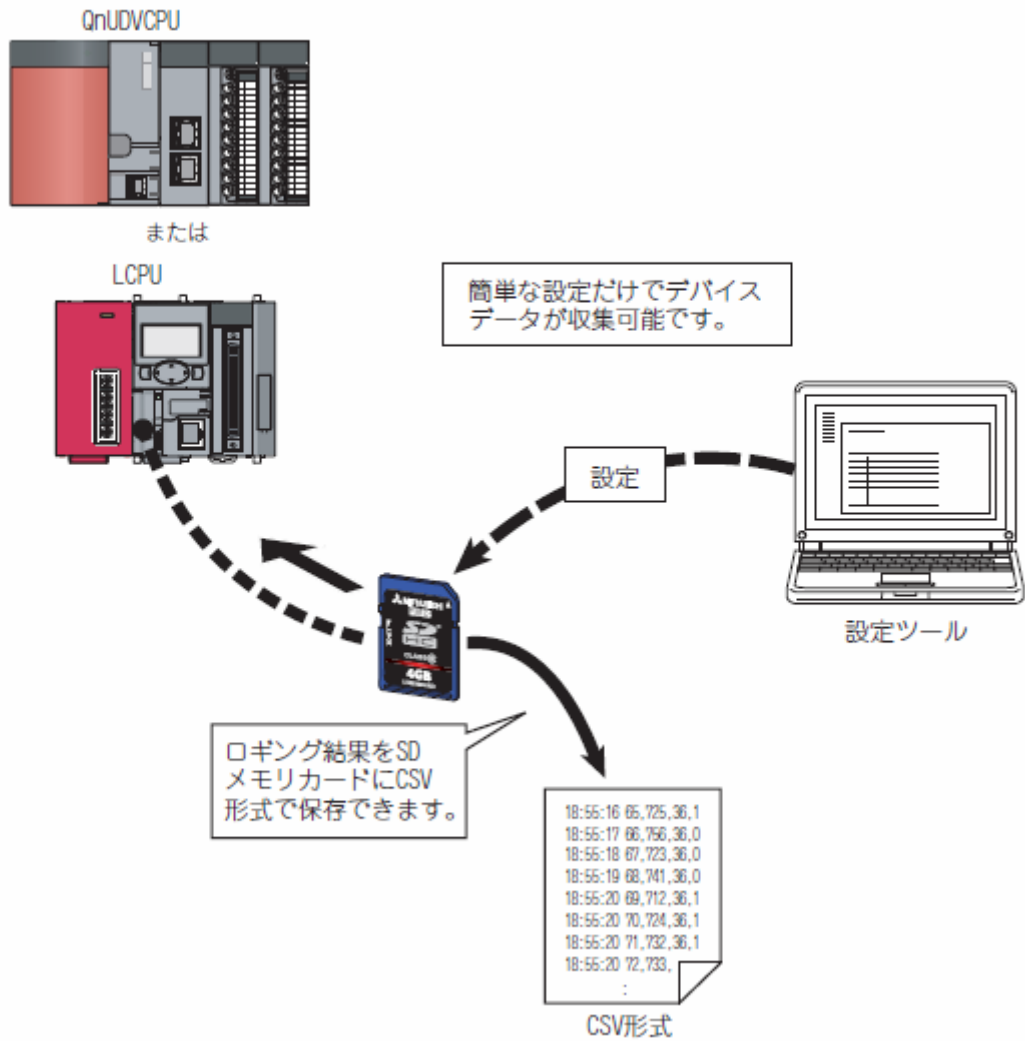 QnUDVCPU
または
LCPU
簡単な設定だけでデバイス
データが収集可能です。
設定
設定ツール
MITSUBISHI
4GB
ロギング結果をSD
メモリカードにCSV
形式で保存できます。
18:55:16 65,725,36,1
18:55:17 66,756,36,0
18:55:18 67,723,36,0
18:55:19 68,741,36,0
18:55:20 69,712,36,1
18:55:20 70,724,36,1
18:55:20 71,732,36,1
18:55:20 72,733,
:
CSV形式